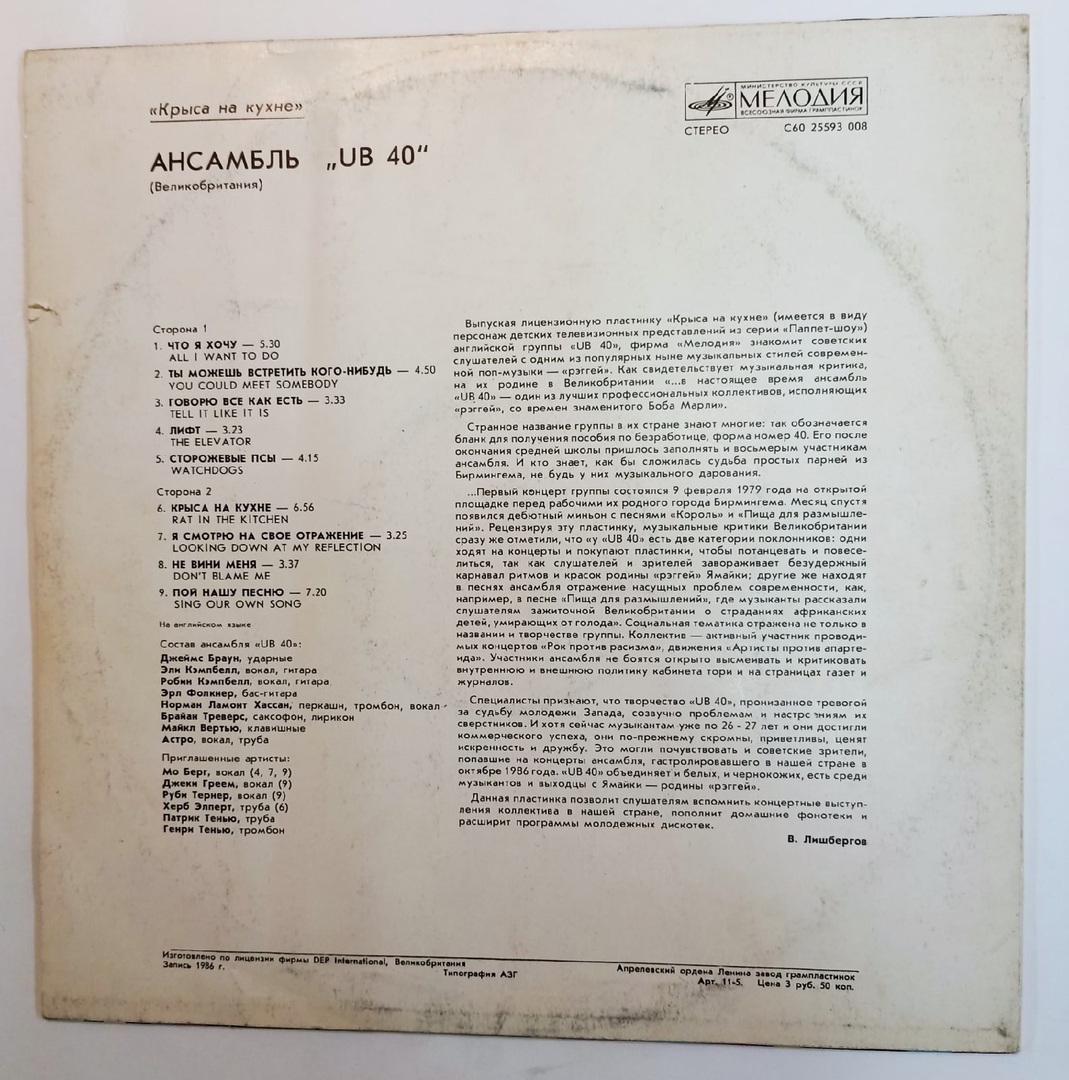 «Крыса на кухне»
АНСАМБЛЬ „UB 40“
(Великобритания)
МИНИСТЕРСТВО КУЛЬТУРЫ СССР
МЕЛОДИЯ
ВСЕСОЮЗНАЯ ФИРМА ГРАМПЛАСТИНОК
СТЕРЕО С60 25593 008
Сторона 1
1. ЧТО Я ХОЧУ — 5.30
ALL I WANT TO DO
2. ТЫ МОЖЕШЬ ВСТРЕТИТЬ КОГО-НИБУДЬ — 4.50
YOU COULD MEET SOMEBODY
3. ГОВОРЮ ВСЕ КАК ЕСТЬ — 3.33
TELL IT LIKE IT IS
4. ЛИФТ — 3.23
THE ELEVATOR
5. СТОРОЖЕВЫЕ ПСЫ — 4.15
WATCHDOGS
Сторона 2
6. КРЫСА НА КУХНЕ — 6.56
RAT IN THE KITCHEN
7. Я СМОТРЮ НА СВОЕ ОТРАЖЕНИЕ — 3.25
LOOKING DOWN AT MY REFLECTION
8. НЕ ВИНИ МЕНЯ — 3.37
DON'T BLAME ME
9. ПОЙ НАШУ ПЕСНЮ — 7.20
SING OUR OWN SONG
На английском языке
Состав ансамбля «UB 40»:
Джеймс Браун, ударные
Эли Кэмпбелл, вокал, гитара
Робин Кэмпбелл, вокал, гитара
Эрл Фолкнер, бас-гитара
Норман Ламонт Хассан, перкашн, тромбон, вокал
Брайан Треверс, саксофон, лирикон
Майкл Вертью, клавишные
Астро, вокал, труба
Приглашенные артисты:
Мо Берг, вокал (4, 7, 9)
Джеки Греем, вокал (9)
Руби Тернер, вокал (9)
Херб Элперт, труба (6)
Патрик Тенью, труба
Генри Тенью, тромбон
Выпуская лицензионную пластинку «Крыса на кухне» (имеется в виду
персонаж детских телевизионных представлений из серии «Паппет-шоу»)
английской группы «UB 40», фирма «Мелодия» знакомит советских
слушателей с одним из популярных ныне музыкальных стилей современ-
ной поп-музыки — «рэггей». Как свидетельствует музыкальная критика,
на их родине в Великобритании «...в настоящее время ансамбль
«UB 40» — один из лучших профессиональных коллективов, исполняющих
«рэггей», со времен знаменитого Боба Марли».
Странное название группы в их стране знают многие: так обозначается
бланк для получения пособия по безработице, форма номер 40. Его после
окончания средней школы пришлось заполнять и восьмерым участникам
ансамбля. И кто знает, как бы сложилась судьба простых парней из
Бирмингема, не будь у них музыкального дарования.
...Первый концерт группы состоялся 9 февраля 1979 года на открытой
площадке перед рабочими их родного города Бирмингема. Месяц спустя
появился дебютный миньон с песнями «Король» и «Пища для размышле-
ний». Рецензируя эту пластинку, музыкальные критики Великобритании
сразу же отметили, что «у «UB 40» есть две категории поклонников: одни
ходят на концерты и покупают пластинки, чтобы потанцевать и повесе-
литься, так как слушателей и зрителей завораживает безудержный
карнавал ритмов и красок родины «рэггей» Ямайки; другие же находят
в песнях ансамбля отражение насущных проблем современности, как,
например, в песне «Пища для размышлений», где музыканты рассказали
слушателям зажиточной Великобритании о страданиях африканских
детей, умирающих от голода». Социальная тематика отражена не только в
названии и творчестве группы. Коллектив — активный участник проводи-
мых концертов «Рок против расизма», движения «Артисты против апарте-
ида». Участники ансамбля не боятся открыто высмеивать и критиковать
внутреннюю и внешнюю политику кабинета тори и на страницах газет и
журналов.
Специалисты признают, что творчество «UB 40», пронизанное тревогой
за судьбу молодежи Запада, созвучно проблемам и настроениям их
сверстников. И хотя сейчас музыкантам уже по 26 - 27 лет и они достигли
коммерческого успеха, они по-прежнему скромны, приветливы, ценят
искренность и дружбу. Это могли почувствовать и советские зрители,
попавшие на концерты ансамбля, гастролировавшего в нашей стране в
октябре 1986 года. «UB 40» объединяет и белых, и чернокожих, есть среди
музыкантов и выходцы с Ямайки — родины «рэггей».
Данная пластинка позволит слушателям вспомнить концертные выступ-
ления коллектива в нашей стране, пополнит домашние фонотеки и
расширит программы молодежных дискотек.
В. Лишбергов
Изготовлено по лицензии фирмы DEP International, Великобритания
Запись 1986 г.
Типография АЗГ
Апрелевский ордена Ленина завод грампластинок
Арт. 11-5. Цена 3 руб. 50 коп.